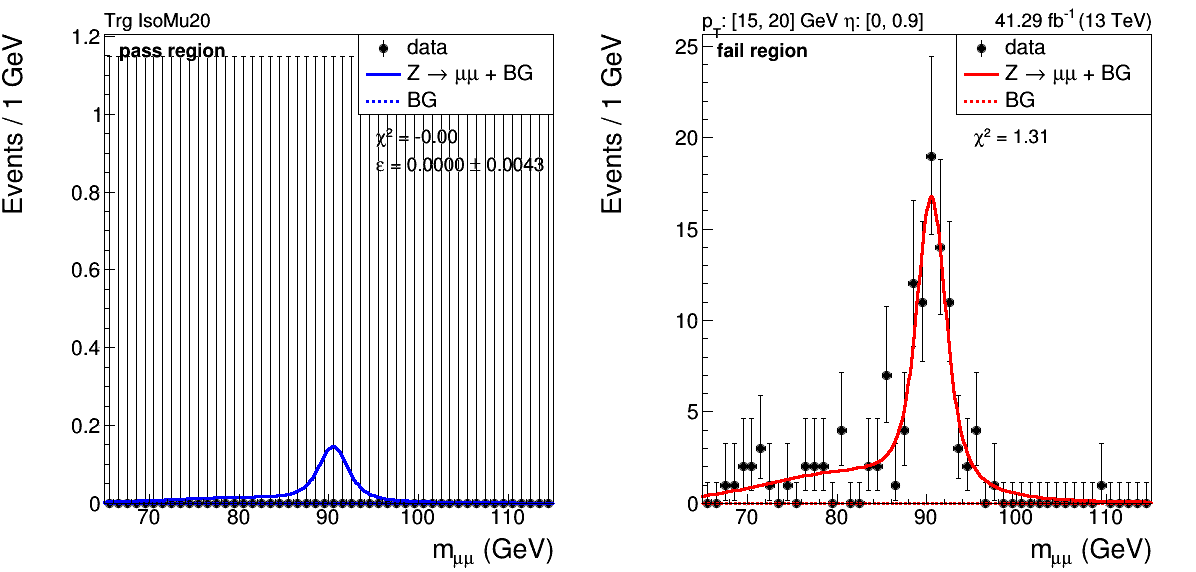 Trg IsoMu20
pass region
data
Z → μμ + BG
BG
χ² = -0.00
ε = 0.0000 ± 0.0043
Events / 1 GeV
1.2
1
0.8
0.6
0.4
0.2
0
70 80 90 100 110
mμμ (GeV)
pT: [15, 20] GeV η: [0, 0.9] 41.29 fb⁻¹ (13 TeV)
fail region
data
Z → μμ + BG
BG
χ² = 1.31
Events / 1 GeV
25
20
15
10
5
0
70 80 90 100 110
mμμ (GeV)